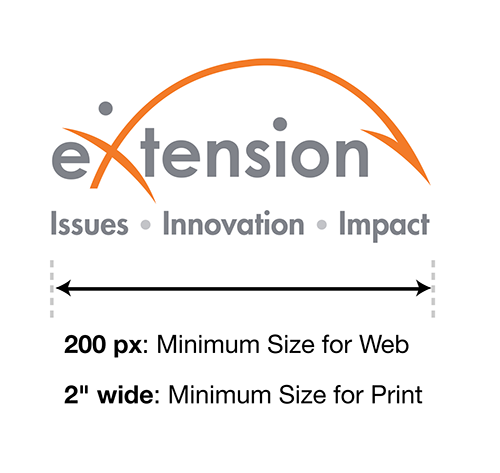 eXtension
Issues • Innovation • Impact
200 px: Minimum Size for Web
2" wide: Minimum Size for Print